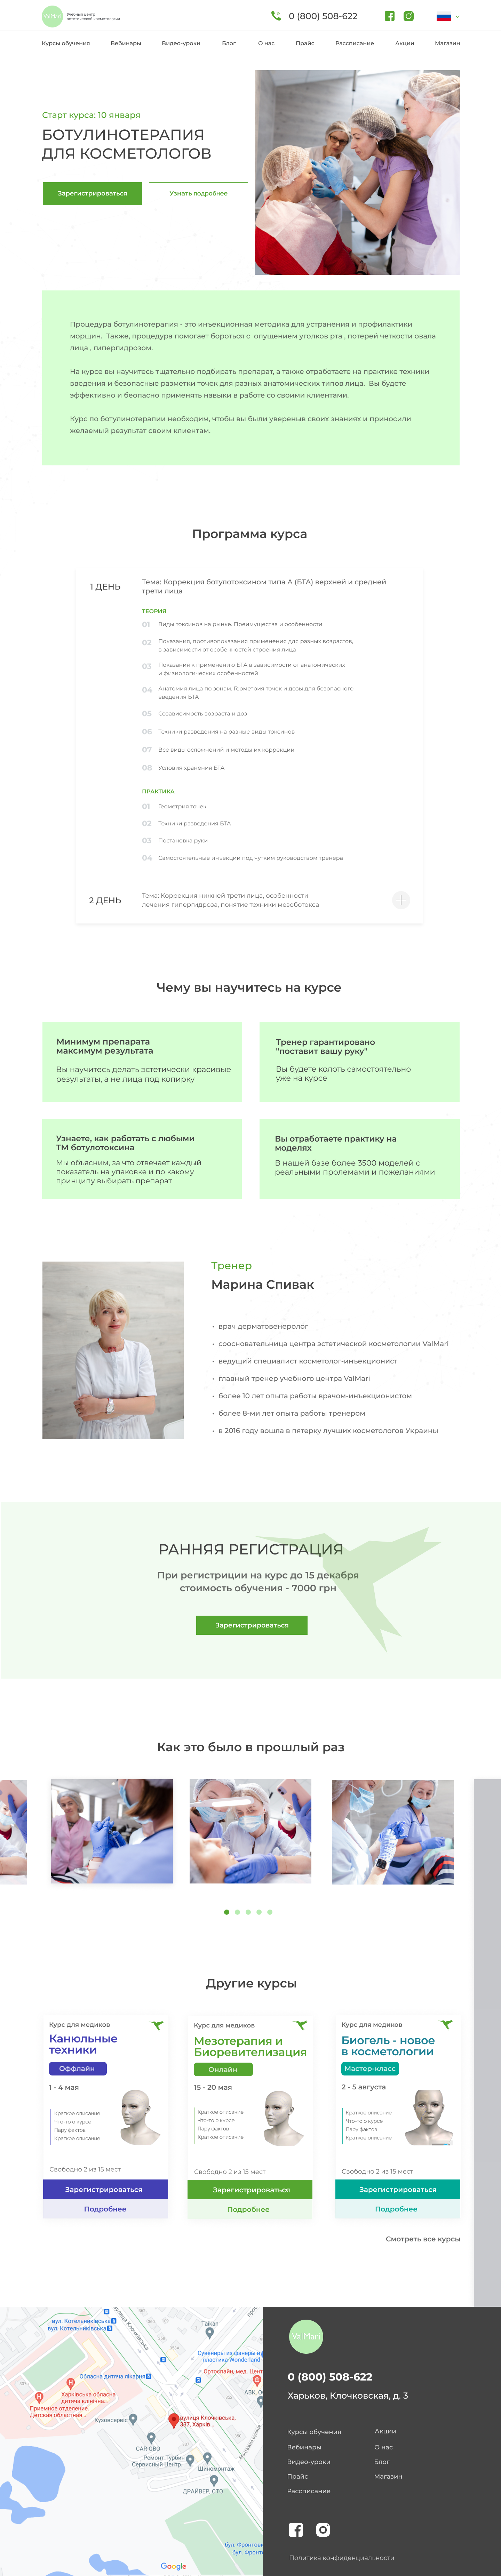 ValMari
Учебный центр
эстетической косметологии
0 (800) 508-622
Курсы обучения
Вебинары
Видео-уроки
Блог
О нас
Прайс
Рассписание
Акции
Магазин
Старт курса: 10 января
БОТУЛИНОТЕРАПИЯ
ДЛЯ КОСМЕТОЛОГОВ
Зарегистрироваться
Узнать подробнее
Процедура ботулинотерапия - это инъекционная методика для устранения и профилактики
морщин. Также, процедура помогает бороться с опущением уголков рта , потерей четкости овала
лица , гипергидрозом.
На курсе вы научитесь тщательно подбирать препарат, а также отработаете на практике техники
введения и безопасные разметки точек для разных анатомических типов лица. Вы будете
эффективно и беопасно применять навыки в работе со своими клиентами.
Курс по ботулинотерапии необходим, чтобы вы были уверенyв своих знаниях и приносили
желаемый результат своим клиентам.
Программа курса
1 ДЕНЬ
Тема: Коррекция ботулотоксином типа А (БТА) верхней и средней
трети лица
ТЕОРИЯ
01 Виды токсинов на рынке. Преимущества и особенности
02 Показания, противопоказания применения для разных возрастов,
в зависимости от особенностей строения лица
03 Показания к применению БТА в зависимости от анатомических
и физиологических особенностей
04 Анатомия лица по зонам. Геометрия точек и дозы для безопасного
введения БТА
05 Созависимость возраста и доз
06 Техники разведения на разные виды токсинов
07 Все виды осложнений и методы их коррекции
08 Условия хранения БТА
ПРАКТИКА
01 Геометрия точек
02 Техники разведения БТА
03 Постановка руки
04 Самостоятельные инъекции под чутким руководством тренера
2 ДЕНЬ
Тема: Коррекция нижней трети лица, особенности
лечения гипергидроза, понятие техники мезоботокса
Чему вы научитесь на курсе
Минимум препарата
максимум результата
Вы научитесь делать эстетически красивые
результаты, а не лица под копирку
Тренер гарантировано
"поставит вашу руку"
Вы будете колоть самостоятельно
уже на курсе
Узнаете, как работать с любыми
ТМ ботулотоксина
Мы объясним, за что отвечает каждый
показатель на упаковке и по какому
принципу выбирать препарат
Вы отработаете практику на
моделях
В нашей базе более 3500 моделей с
реальными пролемами и пожеланиями
Тренер
Марина Спивак
• врач дерматовенеролог
• соосновательница центра эстетической косметологии ValMari
• ведущий специалист косметолог-инъекционист
• главный тренер учебного центра ValMari
• более 10 лет опыта работы врачом-инъекционистом
• более 8-ми лет опыта работы тренером
• в 2016 году вошла в пятерку лучших косметологов Украины
РАННЯЯ РЕГИСТРАЦИЯ
При регистриции на курс до 15 декабря
стоимость обучения - 7000 грн
Зарегистрироваться
Как это было в прошлый раз
Другие курсы
Курс для медиков
Канюльные
техники
Оффлайн
1 - 4 мая
Краткое описание
Что-то о курсе
Пару фактов
Краткое описание
Свободно 2 из 15 мест
Зарегистрироваться
Подробнее
Курс для медиков
Мезотерапия и
Биоревитализация
Онлайн
15 - 20 мая
Краткое описание
Что-то о курсе
Пару фактов
Краткое описание
Свободно 2 из 15 мест
Зарегистрироваться
Подробнее
Курс для медиков
Биогель - новое
в косметологии
Мастер-класс
2 - 5 августа
Краткое описание
Что-то о курсе
Пару фактов
Краткое описание
Свободно 2 из 15 мест
Зарегистрироваться
Подробнее
Смотреть все курсы
вул. Котельниківська
вул. Котельниківська
Taikan
Сувениры из фанеры и
пластика Wonderland
Обласна дитяча лікарня
Ортоспайн, мед. Цент
Харківська обласна
дитяча клінічна...
Приемное отделение
Детская областная...
Кузовсервіс
вулиця Клочківська,
337, Харків...
CAR-GBO
Ремонт Турбин
Сервисный Центр...
Шиномонтаж
ДРАЙВЕР, СТО
бул. Фронтови
бул. Фронто
Google
ValMari
0 (800) 508-622
Харьков, Клочковская, д. 3
Курсы обучения
Акции
Вебинары
О нас
Видео-уроки
Блог
Прайс
Магазин
Рассписание
Политика конфиденциальности